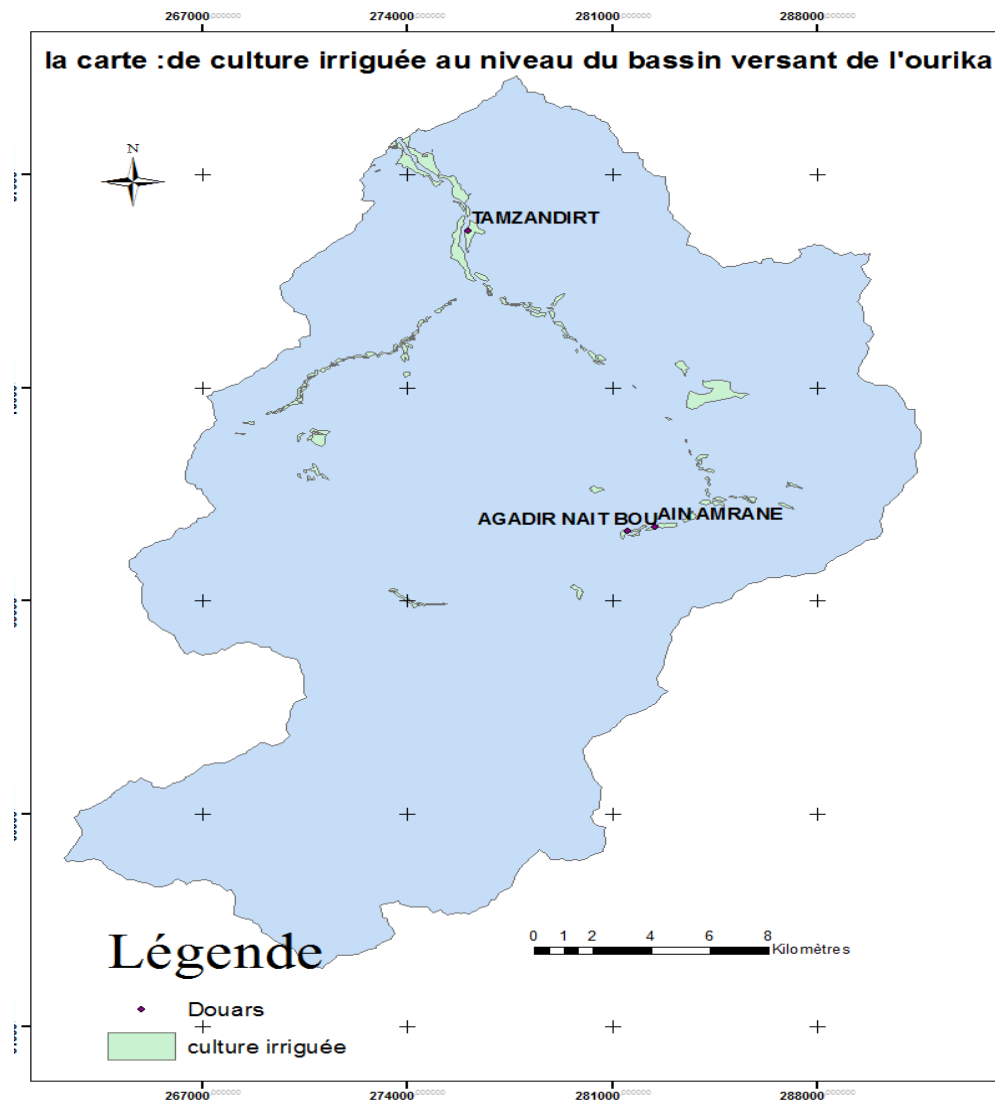 267000 274000 281000 288000
la carte :de culture irriguée au niveau du bassin versant de l'ourika
N
TAMZANDIRT
AGADIR NAIT BOU
AIN AMRANE
Légende
0 1 2 4 6 8
Kilomètres
Douars
culture irriguée
267000 274000 281000 288000